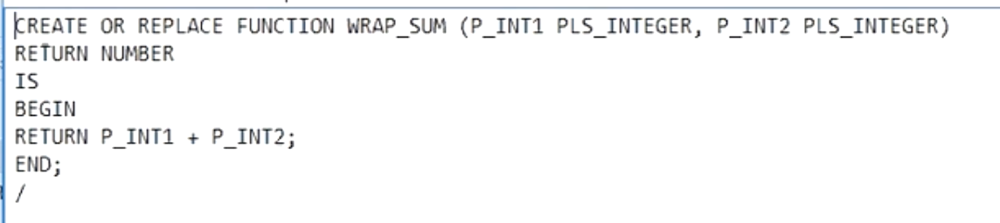 CREATE OR REPLACE FUNCTION WRAP_SUM (P_INT1 PLS_INTEGER, P_INT2 PLS_INTEGER)
RETURN NUMBER
IS
BEGIN
RETURN P_INT1 + P_INT2;
END;
/